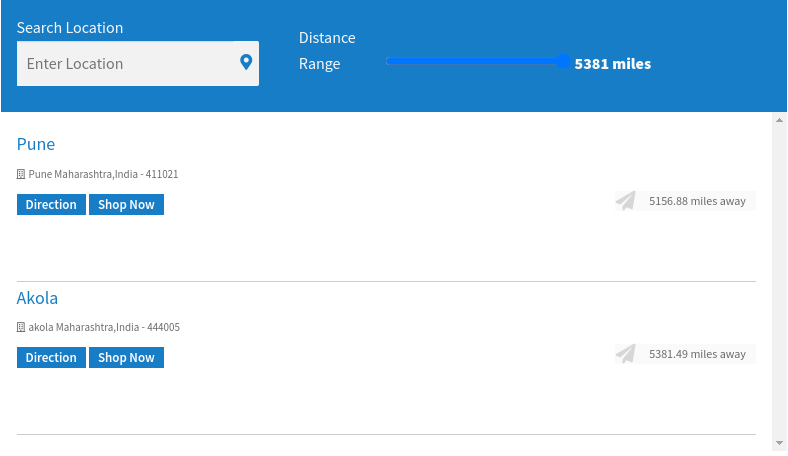 Search Location
Enter Location
Distance
Range
5381 miles
Pune
Pune Maharashtra,India - 411021
Direction
Shop Now
5156.88 miles away
Akola
akola Maharashtra,India - 444005
Direction
Shop Now
5381.49 miles away